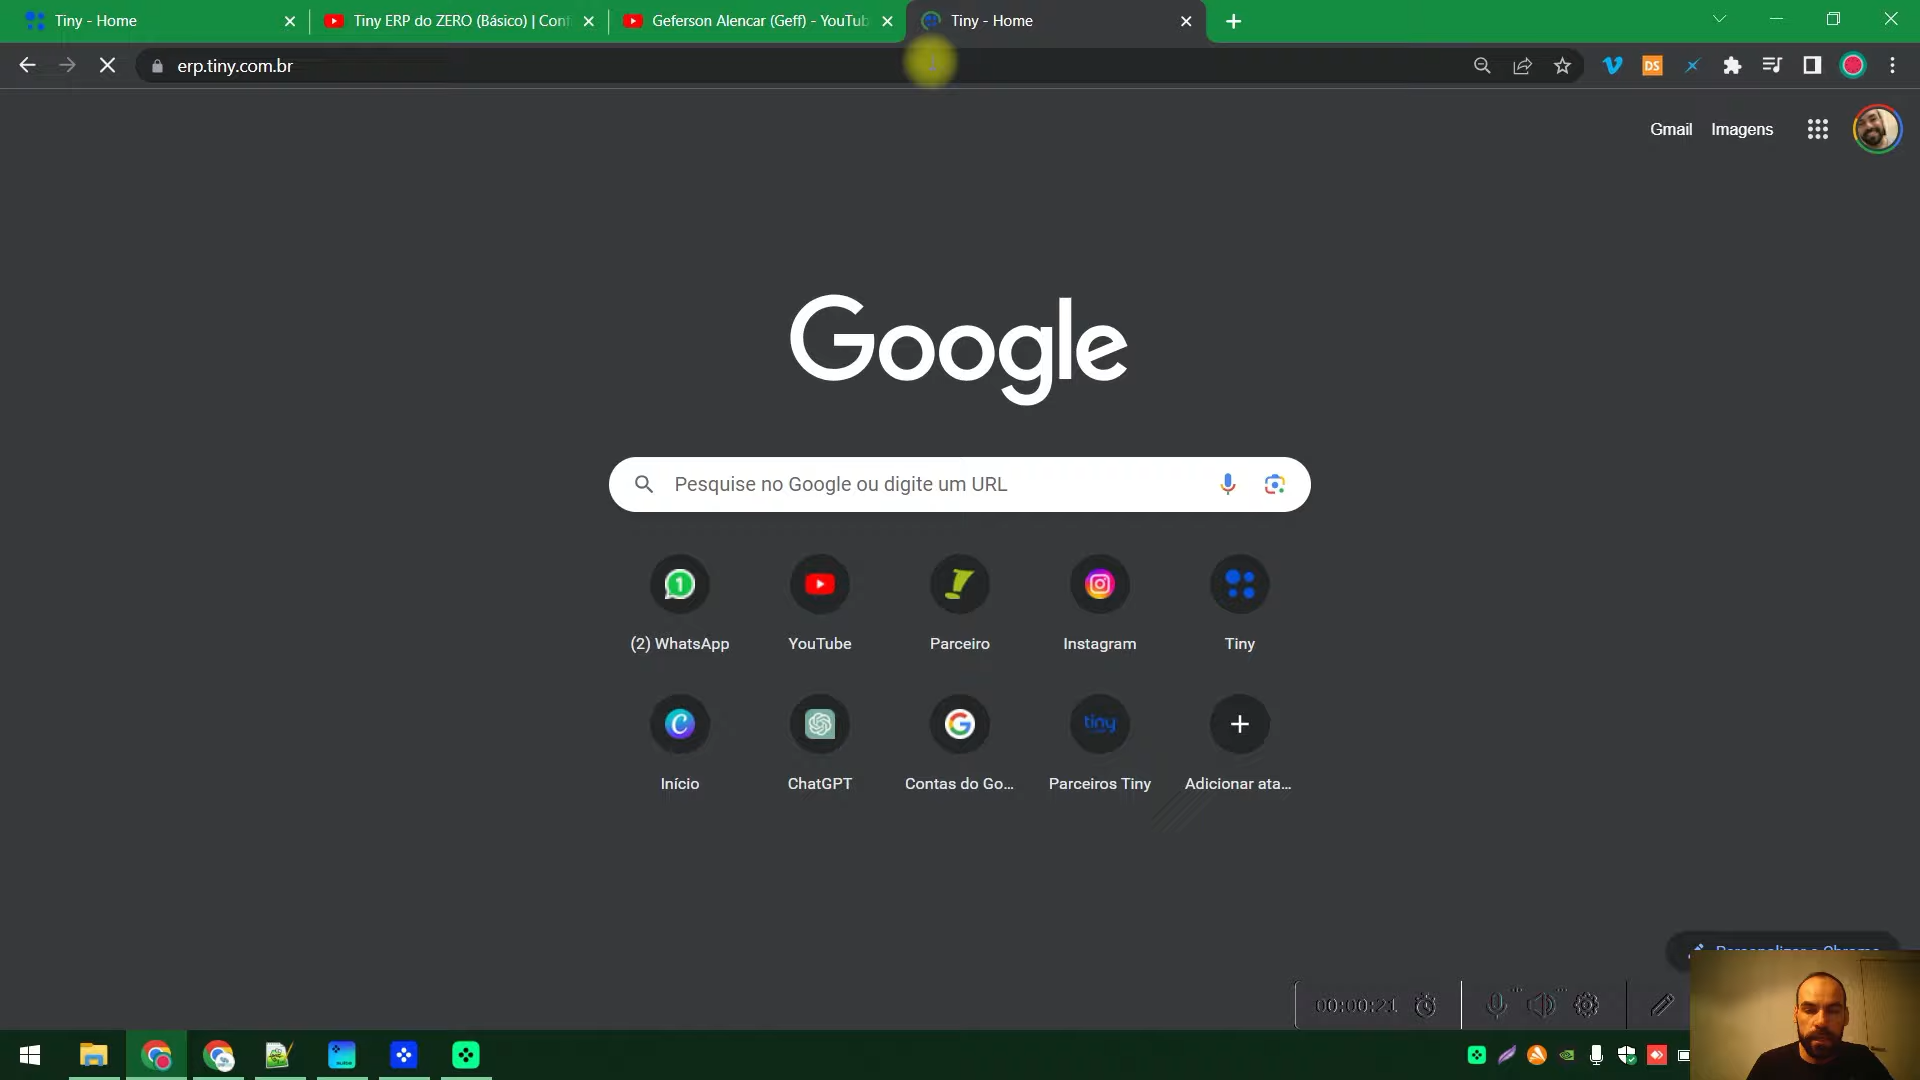 Tiny - Home
Tiny ERP do ZERO (Básico) | Conf
Geferson Alencar (Geff) - YouTub
Tiny - Home
erp.tiny.com.br
DS
Gmail
Imagens
Google
Pesquise no Google ou digite um URL
(2) WhatsApp
YouTube
Parceiro
Instagram
Tiny
tiny
Início
ChatGPT
Contas do Go...
Parceiros Tiny
Adicionar ata...
00:00:21